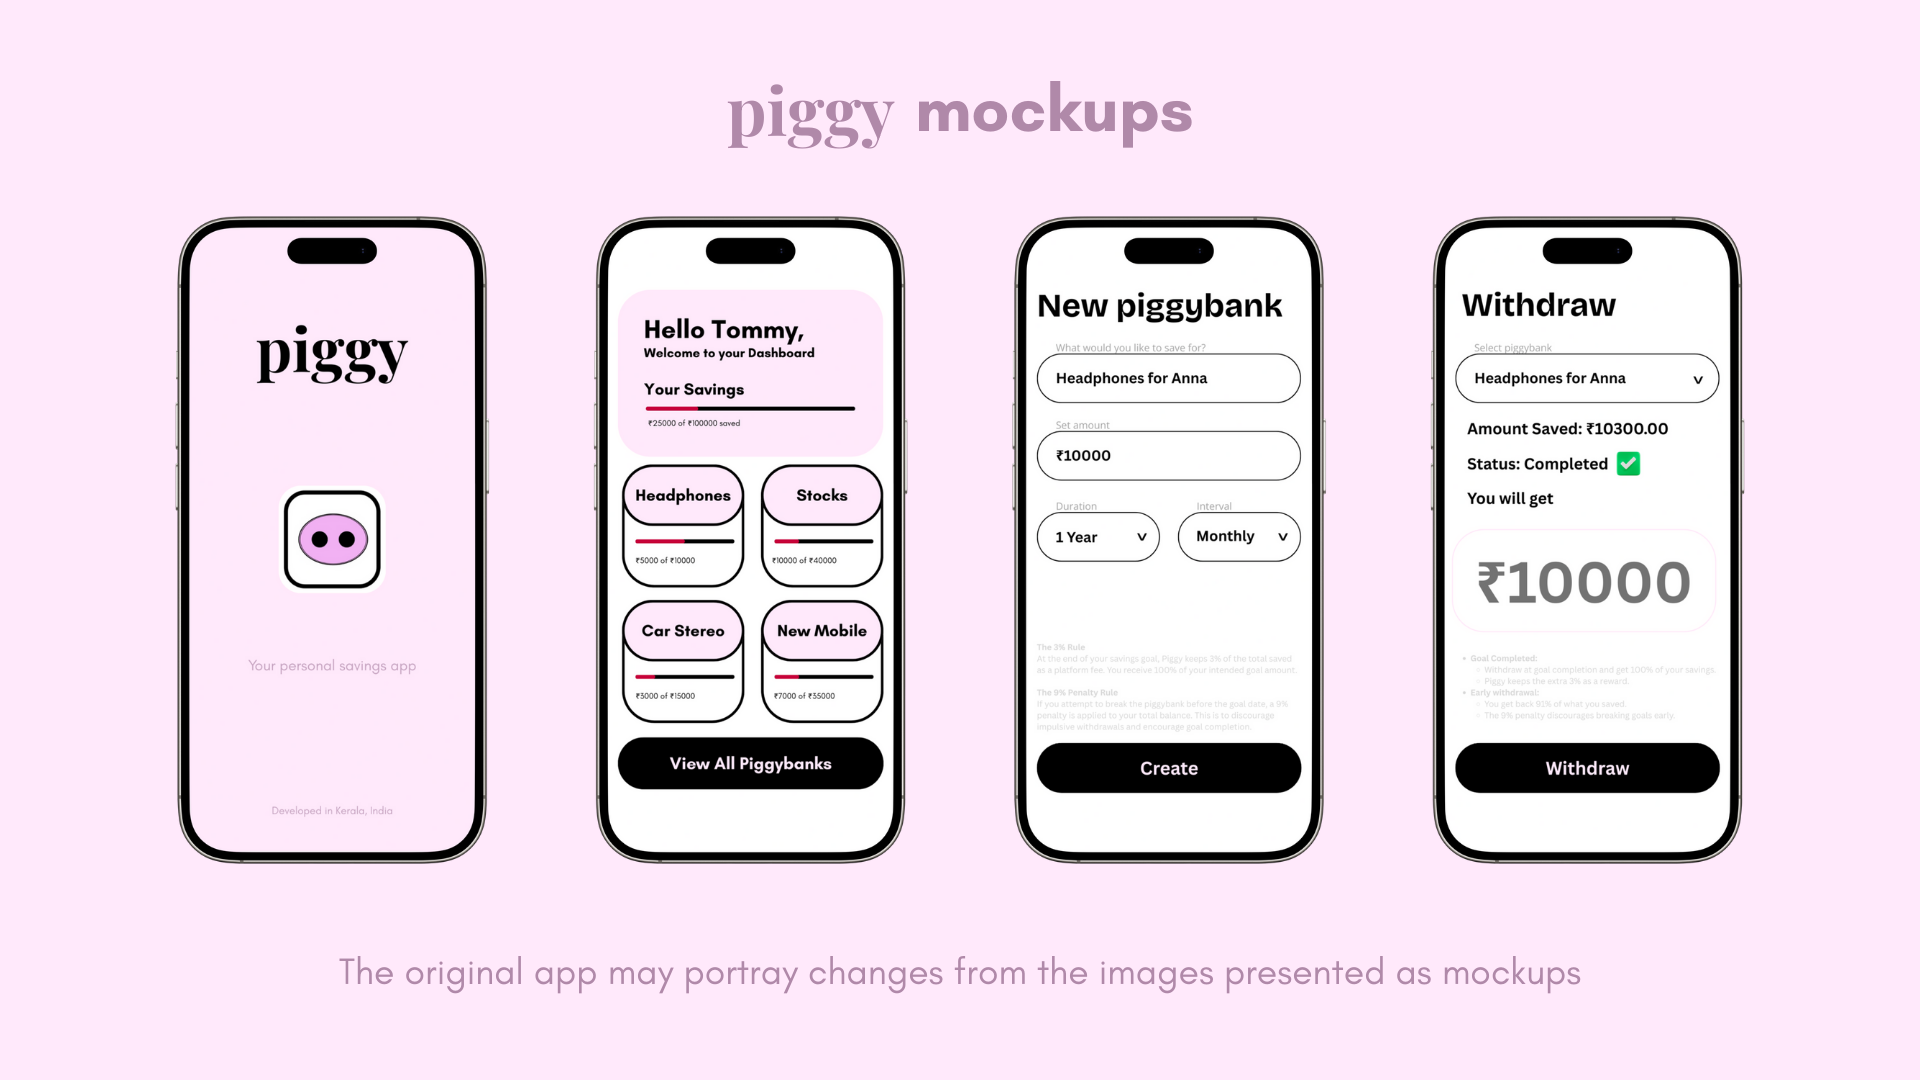 piggy mockups
piggy
Your personal savings app
Developed in Kerala, India
Hello Tommy,
Welcome to your Dashboard
Your Savings
₹25000 of ₹100000 saved
Headphones
₹5000 of ₹10000
Stocks
₹10000 of ₹40000
Car Stereo
₹3000 of ₹15000
New Mobile
₹7000 of ₹35000
View All Piggybanks
New piggybank
What would you like to save for?
Headphones for Anna
Set amount
₹10000
Duration
1 Year
Interval
Monthly
The 3% Rule
At the end of your savings goal, Piggy keeps 3% of the total saved
as a platform fee. You receive 100% of your intended goal amount.
The 9% Penalty Rule
If you attempt to break the piggybank before the goal date, a 9%
penalty is applied to your total balance. This is to discourage
impulsive withdrawals and encourage goal completion.
Create
Withdraw
Select piggybank
Headphones for Anna
Amount Saved: ₹10300.00
Status: Completed ✅
You will get
₹10000
• Goal Completed:
○ Withdraw at goal completion and get 100% of your savings.
○ Piggy keeps the extra 3% as a reward.
• Early withdrawal:
○ You get back 91% of what you saved.
○ The 9% penalty discourages breaking goals early.
Withdraw
The original app may portray changes from the images presented as mockups